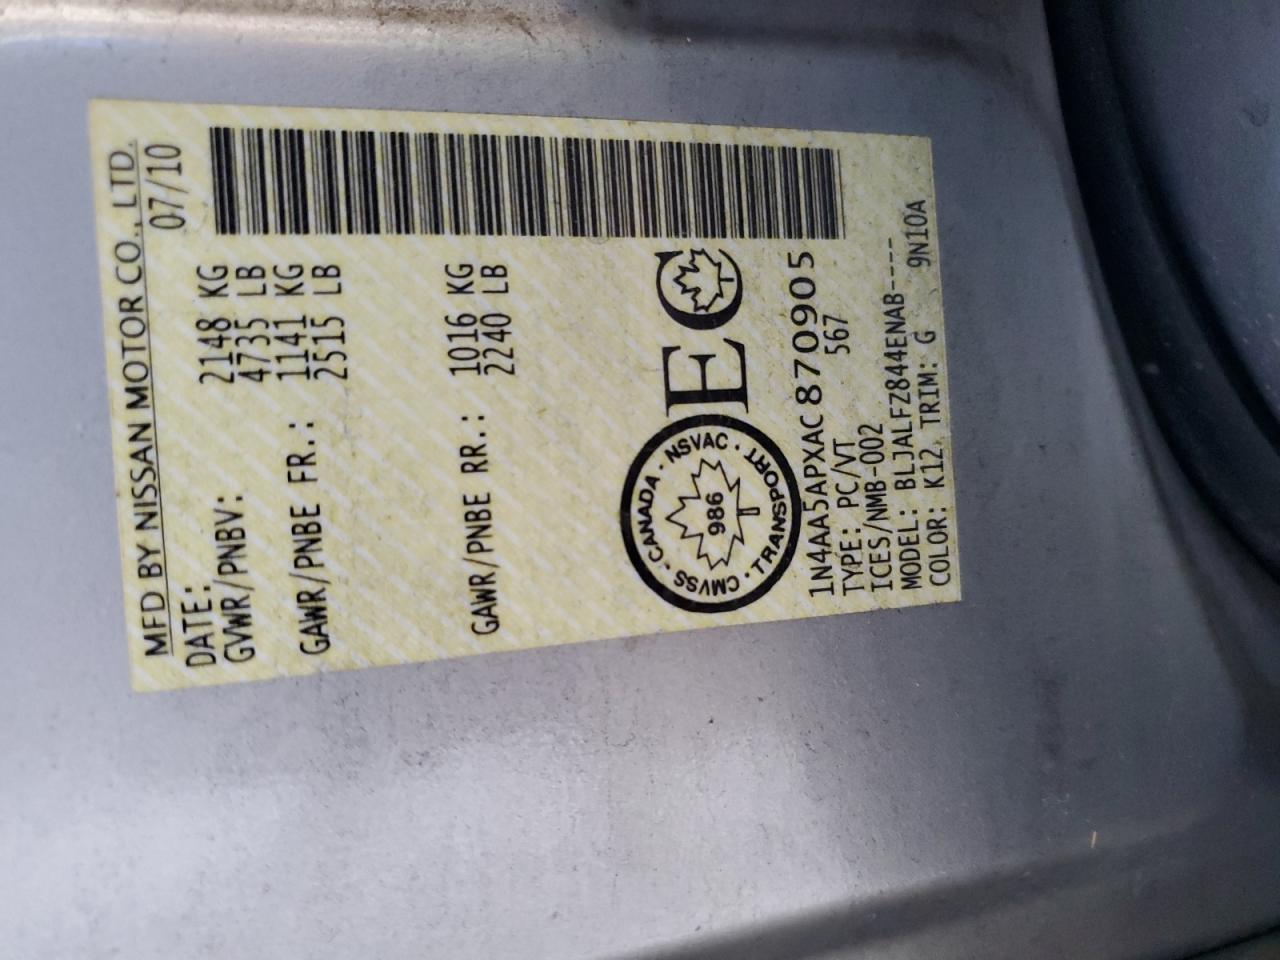 MFD BY NISSAN MOTOR CO., LTD.
DATE: 07/10
GVWR/PNBV: 2148 KG
4735 LB
GAWR/PNBE FR.: 1141 KG
2515 LB
GAWR/PNBE RR.: 1016 KG
2240 LB
CMVSS · CANADA · NSVAC · TRANSPORT ·
986
EC
1N4AA5APXAC870905
TYPE: PC/VT 567
ICES/NMB-002
MODEL: BLJALFZ844ENAB----
COLOR: K12, TRIM: G 9N10A